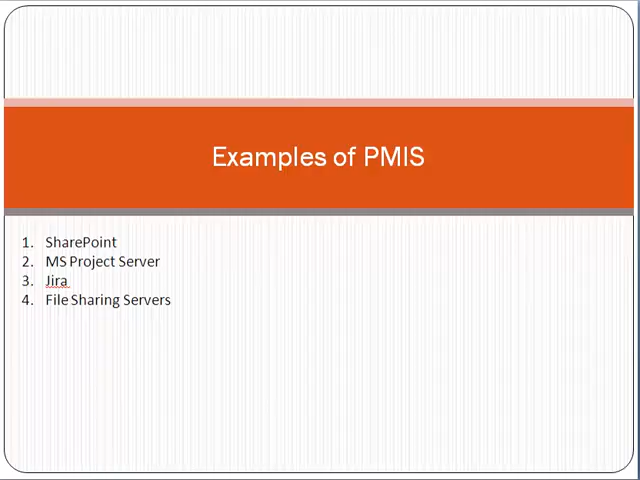 Examples of PMIS
1. SharePoint
2. MS Project Server
3. Jira
4. File Sharing Servers